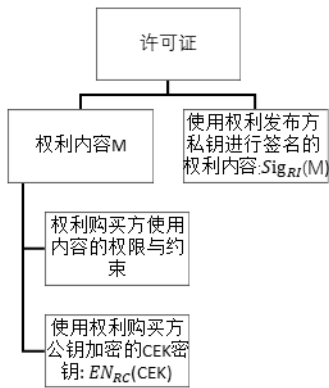 许可证
权利内容M
使用权利发布方
私钥进行签名的
权利内容:Sig_RI(M)
权利购买方使用
内容的权限与约
束
使用权利购买方
公钥加密的CEK密
钥: EN_RC(CEK)